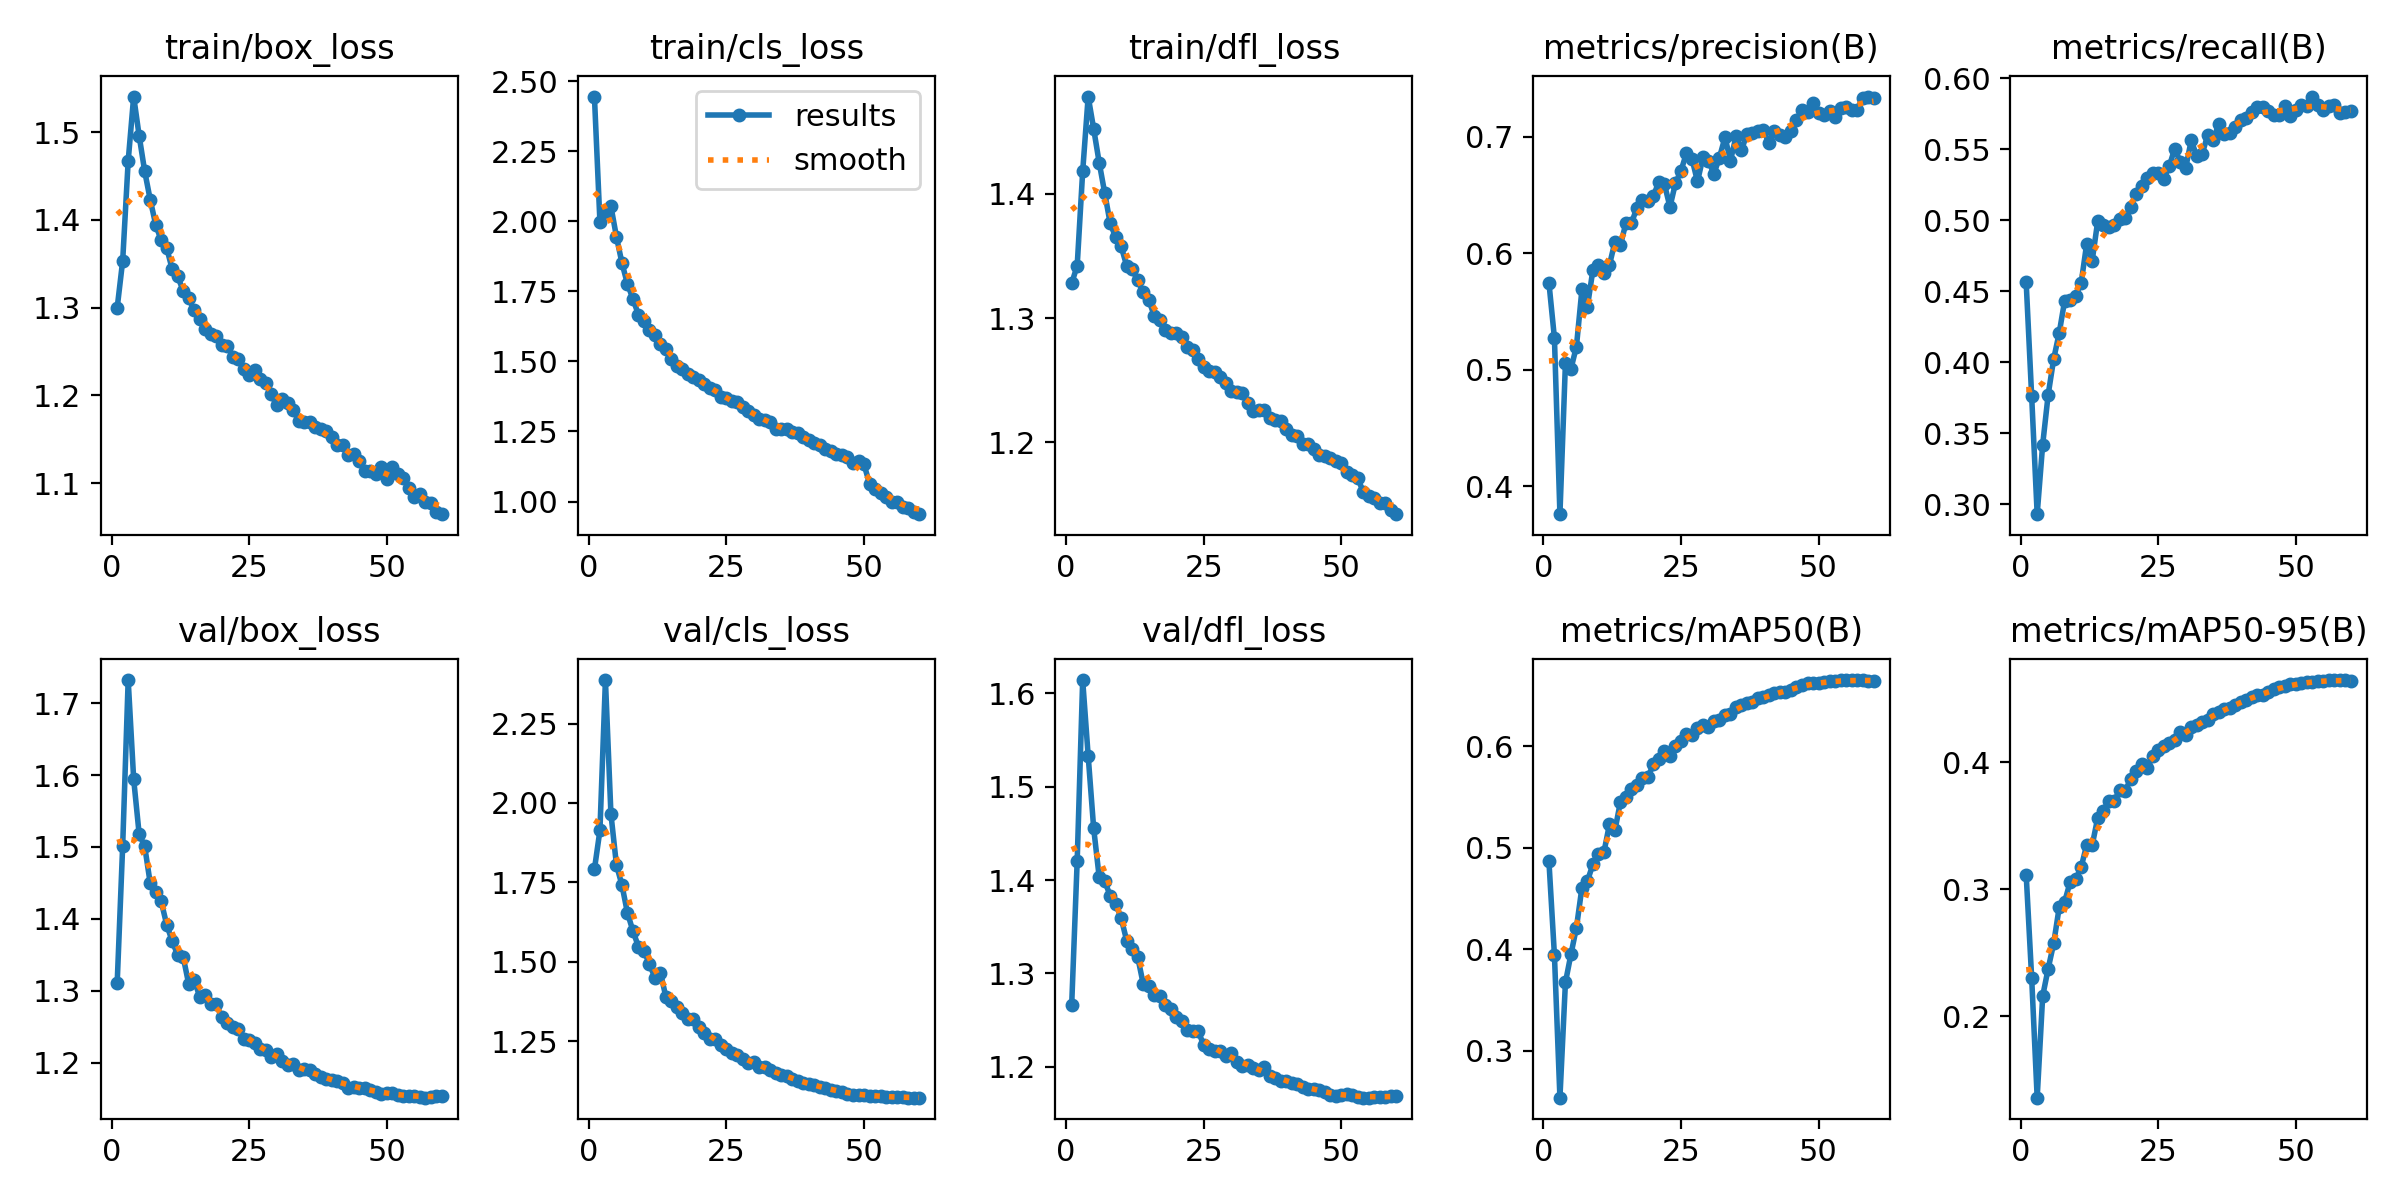 train/box_loss
1.5
1.4
1.3
1.2
1.1
0 25 50
train/cls_loss
2.50
2.25
2.00
1.75
1.50
1.25
1.00
0 25 50
results
smooth
train/dfl_loss
1.4
1.3
1.2
0 25 50
metrics/precision(B)
0.7
0.6
0.5
0.4
0 25 50
metrics/recall(B)
0.60
0.55
0.50
0.45
0.40
0.35
0.30
0 25 50
val/box_loss
1.7
1.6
1.5
1.4
1.3
1.2
0 25 50
val/cls_loss
2.25
2.00
1.75
1.50
1.25
0 25 50
val/dfl_loss
1.6
1.5
1.4
1.3
1.2
0 25 50
metrics/mAP50(B)
0.6
0.5
0.4
0.3
0 25 50
metrics/mAP50-95(B)
0.4
0.3
0.2
0 25 50